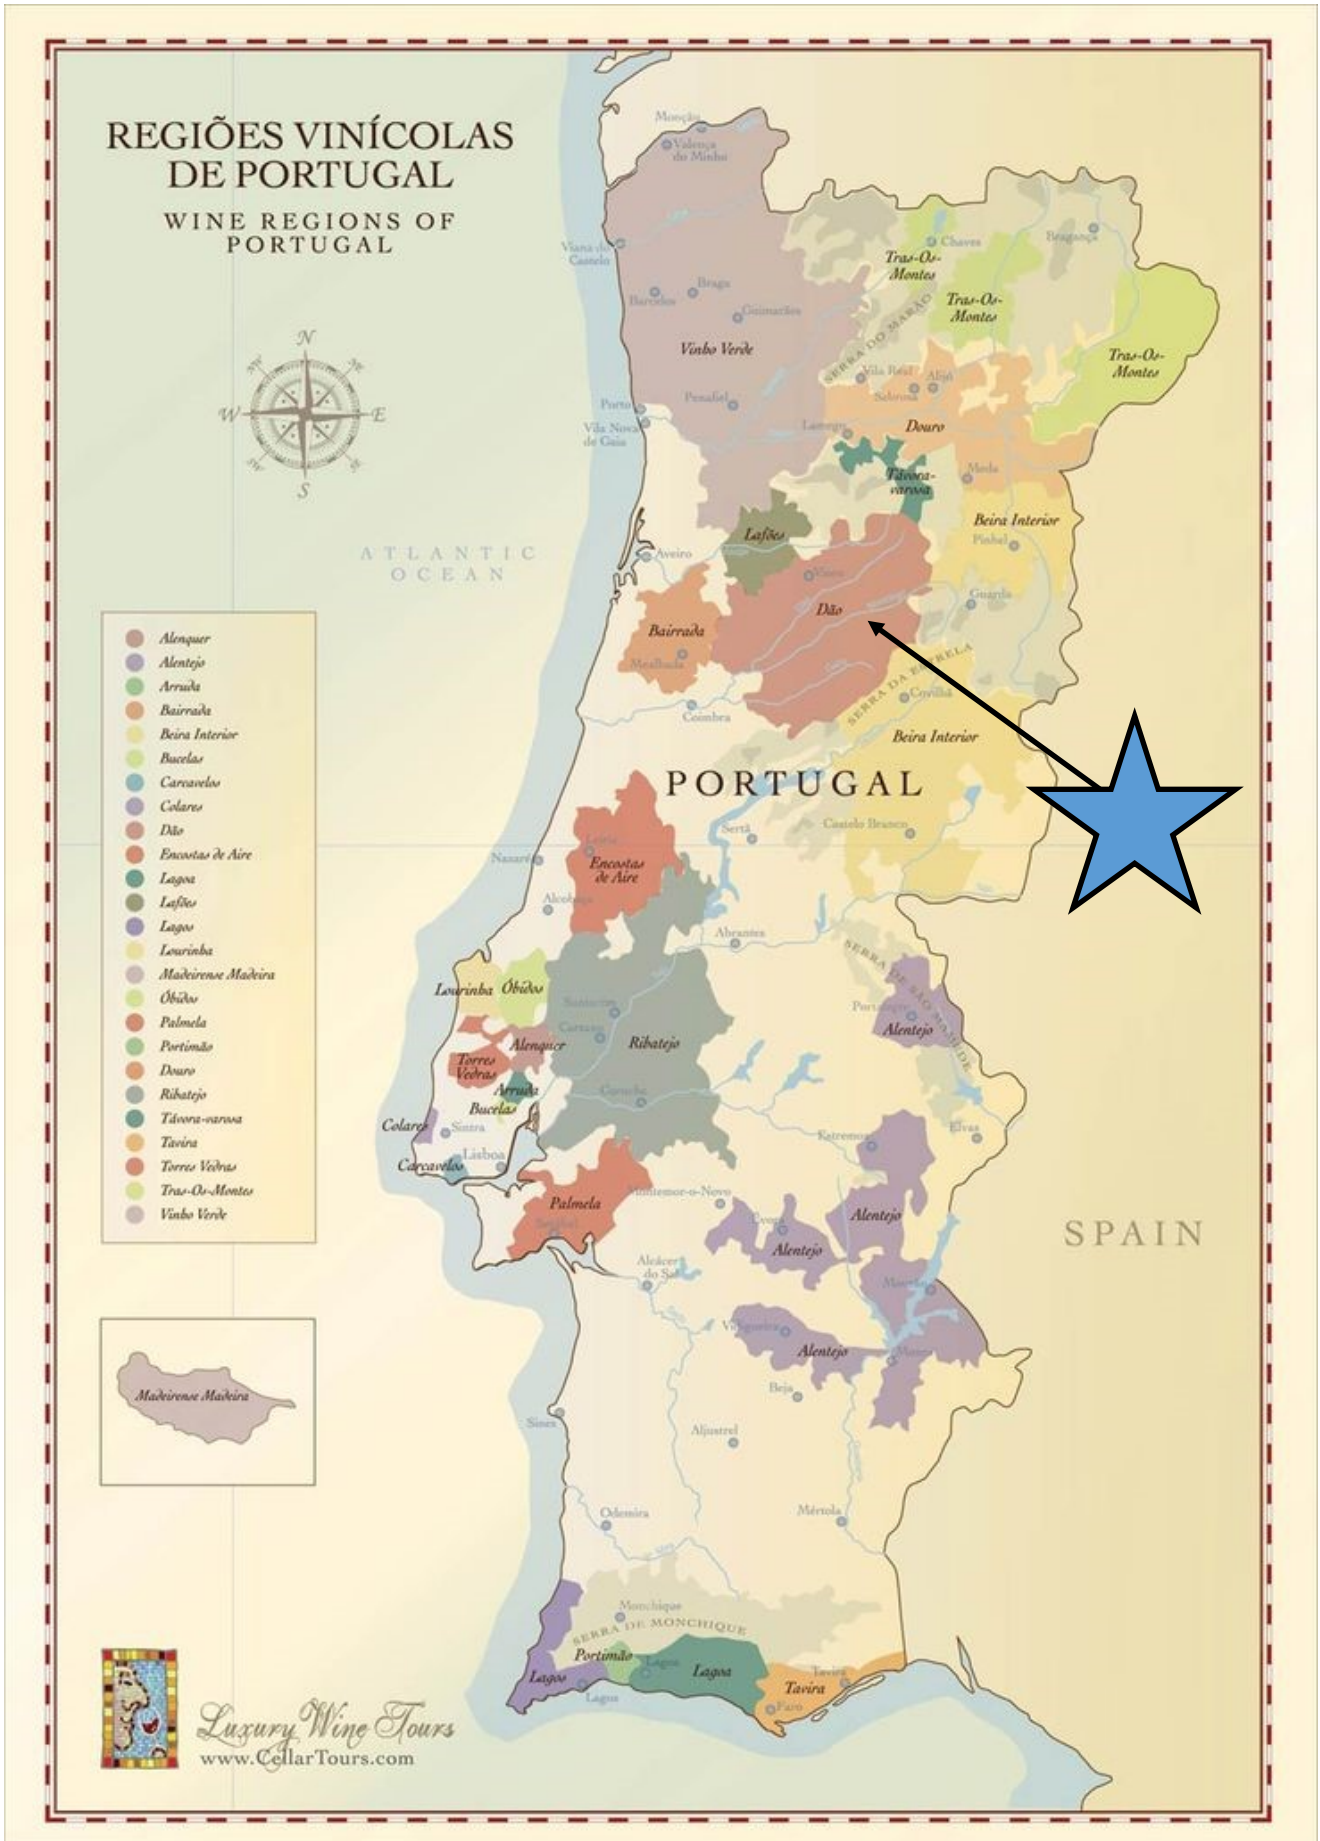 REGIÕES VINÍCOLAS
DE PORTUGAL
WINE REGIONS OF
PORTUGAL
N
NE
E
SE
S
SW
W
NW
ATLANTIC
OCEAN
Alenquer
Alentejo
Arruda
Bairrada
Beira Interior
Bucelas
Carcavelos
Colares
Dão
Encostas de Aire
Lagoa
Lafões
Lagos
Lourinha
Madeirense Madeira
Óbidos
Palmela
Portimão
Douro
Ribatejo
Távora-varosa
Tavira
Torres Vedras
Tras-Os-Montes
Vinho Verde
Madeirense Madeira
Luxury Wine Tours
www.CellarTours.com
Monção
Valença
do Minho
Viana do
Castelo
Braga
Barcelos
Guimarães
Vinho Verde
Penafiel
Porto
Vila Nova
de Gaia
Chaves
Bragança
Tras-Os-
Montes
Tras-Os-
Montes
Tras-Os-
Montes
SERRA DO MARÃO
Vila Real
Alijó
Sabrosa
Lamego
Douro
Meda
Távora-
varosa
Beira Interior
Pinhel
Lafões
Aveiro
Viseu
Guarda
Dão
Bairrada
Mealhada
SERRA DA ESTRELA
Covilhã
Coimbra
Beira Interior
PORTUGAL
Sertã
Castelo Branco
Leiria
Nazaré
Encostas
de Aire
Alcobaça
Abrantes
SERRA DE SÃO MAMEDE
Lourinha
Óbidos
Santarém
Portalegre
Cartaxo
Alentejo
Alenquer
Ribatejo
Torres
Vedras
Arruda
Coruche
Bucelas
Colares
Sintra
Estremoz
Elvas
Lisboa
Carcavelos
Montemor-o-Novo
Palmela
Setúbal
Évora
Alentejo
Alentejo
SPAIN
Alcácer
do Sal
Mourão
Vidigueira
Alentejo
Moura
Beja
Sines
Aljustrel
Odemira
Mértola
Monchique
SERRA DE MONCHIQUE
Portimão
Lagoa
Lagoa
Lagos
Lagos
Tavira
Tavira
Faro